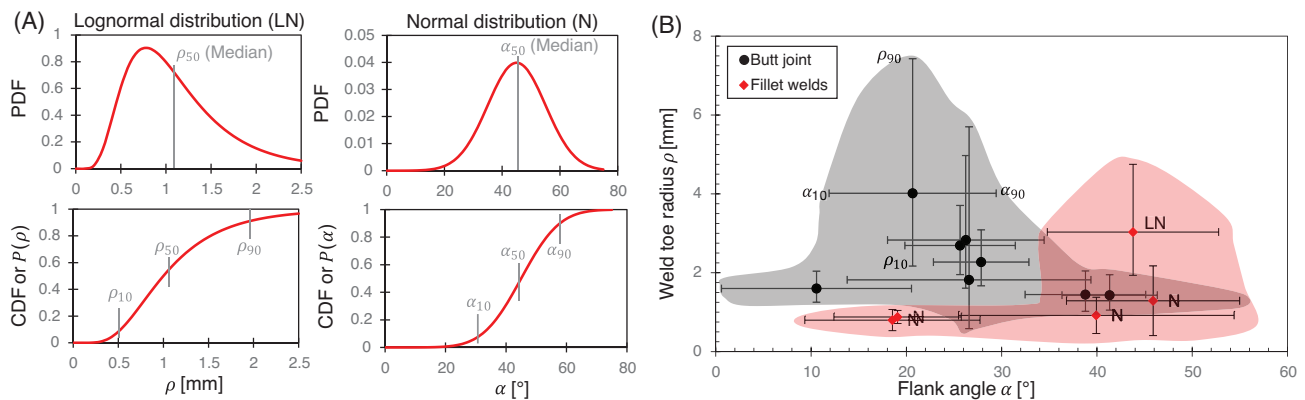 (A)
Lognormal distribution (LN)
PDF
1
0.8
0.6
0.4
0.2
0
ρ50 (Median)
0 0.5 1 1.5 2 2.5
Normal distribution (N)
PDF
0.05
0.04
0.03
0.02
0.01
0
α50 (Median)
0 20 40 60 80
CDF or P(ρ)
1
0.8
0.6
0.4
0.2
0
ρ10
ρ50
ρ90
0 0.5 1 1.5 2 2.5
ρ [mm]
CDF or P(α)
1
0.8
0.6
0.4
0.2
0
α10
α50
α90
0 20 40 60 80
α [°]
(B)
Weld toe radius ρ [mm]
8
6
4
2
0
Butt joint
Fillet welds
ρ90
α10
α90
ρ10
LN
N
N
N
N
0 10 20 30 40 50 60
Flank angle α [°]